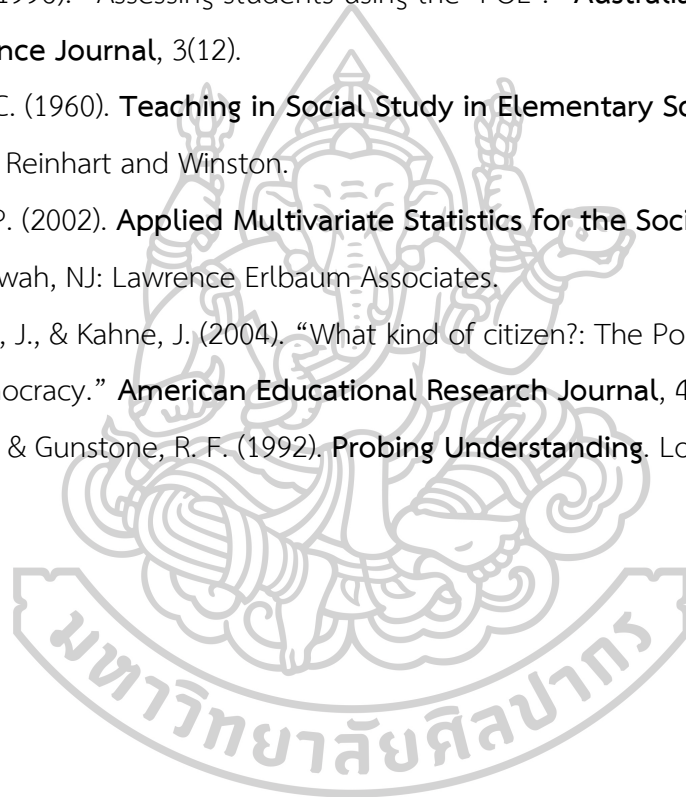 Assessing students using the "POE"." Australia
nce Journal, 3(12).
C. (1960). Teaching in Social Study in Elementary Sc
Reinhart and Winston.
P. (2002). Applied Multivariate Statistics for the Soci
wah, NJ: Lawrence Erlbaum Associates.
, J., & Kahne, J. (2004). “What kind of citizen?: The Po
nocracy.” American Educational Research Journal, 4
& Gunstone, R. F. (1992). Probing Understanding. Lo
มหาวิทยาลัยศิลปากร